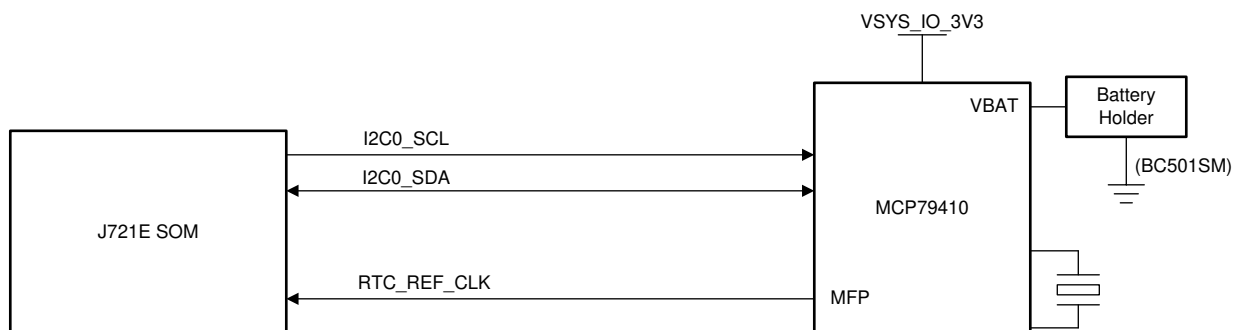 VSYS_IO_3V3
VBAT
Battery
Holder
I2C0_SCL
(BC501SM)
I2C0_SDA
MCP79410
J721E SOM
RTC_REF_CLK
MFP